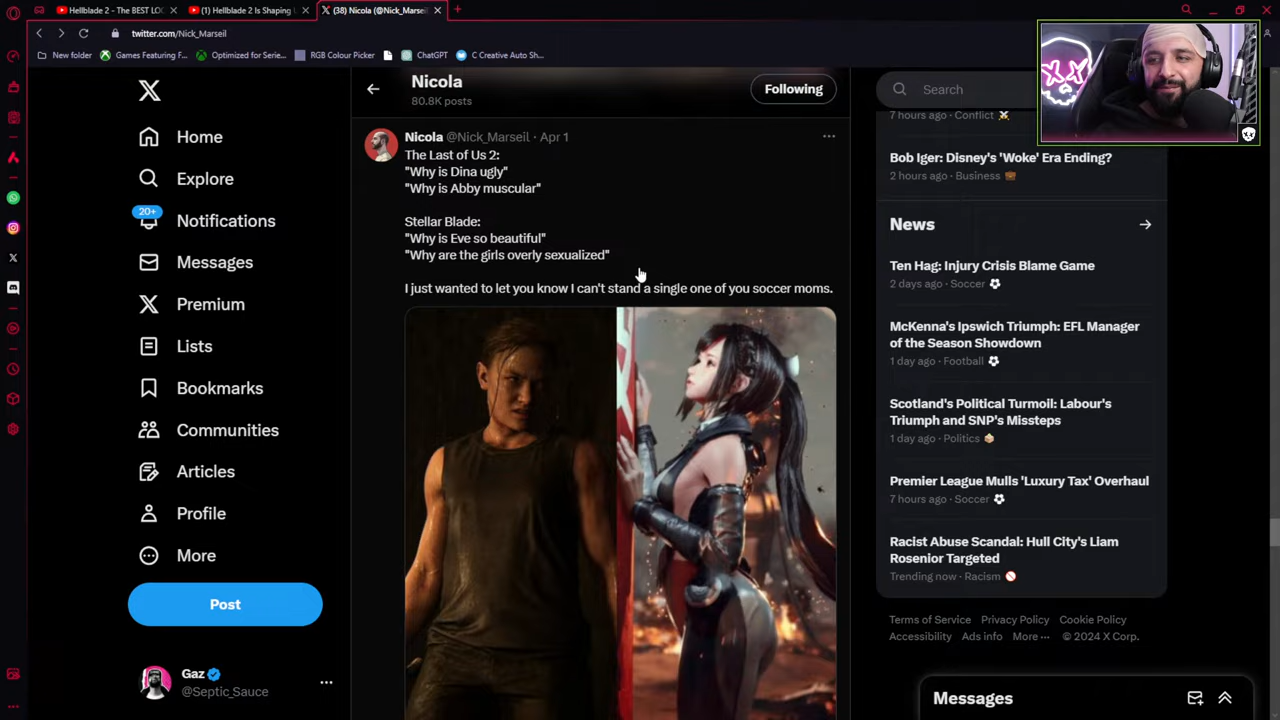 Hellblade 2 - The BEST LO
(1) Hellblade 2 Is Shaping
(38) Nicola (@Nick_Marsei
twitter.com/Nick_Marseil
New folder
Games Featuring F...
Optimized for Serie...
RGB Colour Picker
ChatGPT
C Creative Auto Sh...
Home
Explore
20+
Notifications
Messages
Premium
Lists
Bookmarks
Communities
Articles
Profile
More
Post
Gaz
@Septic_Sauce
Nicola
80.8K posts
Following
Nicola @Nick_Marseil · Apr 1
The Last of Us 2:
"Why is Dina ugly"
"Why is Abby muscular"
Stellar Blade:
"Why is Eve so beautiful"
"Why are the girls overly sexualized"
I just wanted to let you know I can't stand a single one of you soccer moms.
Search
7 hours ago · Conflict
Bob Iger: Disney's 'Woke' Era Ending?
2 hours ago · Business
News
Ten Hag: Injury Crisis Blame Game
2 days ago · Soccer
McKenna's Ipswich Triumph: EFL Manager
of the Season Showdown
1 day ago · Football
Scotland's Political Turmoil: Labour's
Triumph and SNP's Missteps
1 day ago · Politics
Premier League Mulls 'Luxury Tax' Overhaul
7 hours ago · Soccer
Racist Abuse Scandal: Hull City's Liam
Rosenior Targeted
Trending now · Racism
Terms of Service Privacy Policy Cookie Policy
Accessibility Ads info More ··· © 2024 X Corp.
Messages